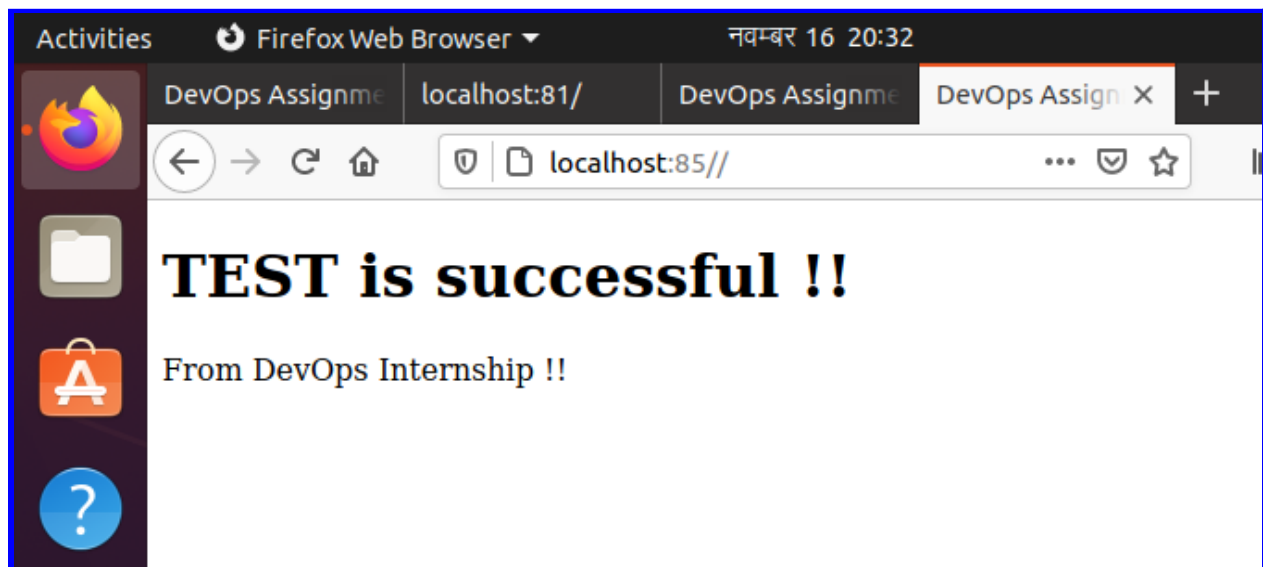 Activities Firefox Web Browser नवम्बर 16 20:32
DevOps Assignme localhost:81/ DevOps Assignme DevOps Assign
localhost:85//
TEST is successful !!
From DevOps Internship !!